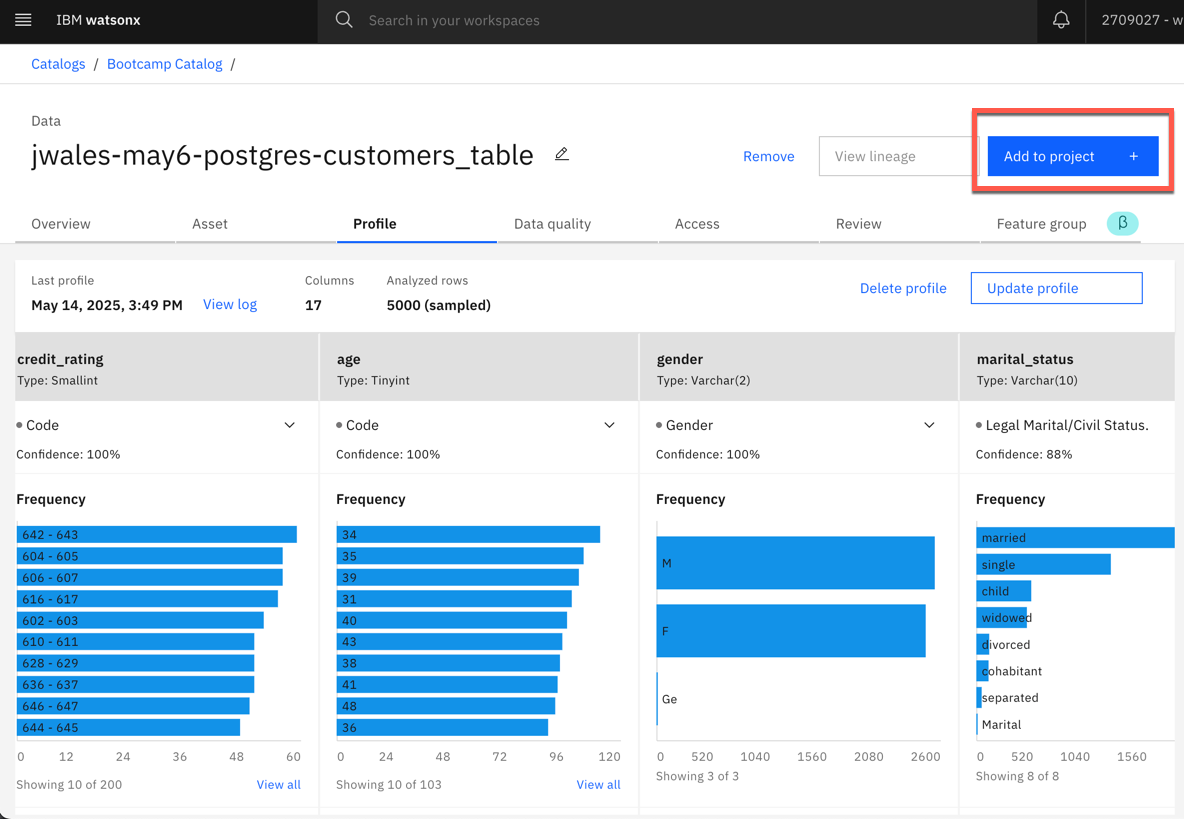 IBM watsonx
Search in your workspaces
2709027 - w
Catalogs / Bootcamp Catalog /
Data
jwales-may6-postgres-customers_table
Remove
View lineage
Add to project +
Overview
Asset
Profile
Data quality
Access
Review
Feature group
β
Last profile
May 14, 2025, 3:49 PM
View log
Columns
17
Analyzed rows
5000 (sampled)
Delete profile
Update profile
credit_rating
Type: Smallint
Code
Confidence: 100%
Frequency
642 - 643
604 - 605
606 - 607
616 - 617
602 - 603
610 - 611
628 - 629
636 - 637
646 - 647
644 - 645
0 12 24 36 48 60
Showing 10 of 200
View all
age
Type: Tinyint
Code
Confidence: 100%
Frequency
34
35
39
31
40
43
38
41
48
36
0 24 48 72 96 120
Showing 10 of 103
View all
gender
Type: Varchar(2)
Gender
Confidence: 100%
Frequency
M
F
Ge
0 520 1040 1560 2080 2600
Showing 3 of 3
marital_status
Type: Varchar(10)
Legal Marital/Civil Status.
Confidence: 88%
Frequency
married
single
child
widowed
divorced
cohabitant
separated
Marital
0 520 1040 1560
Showing 8 of 8